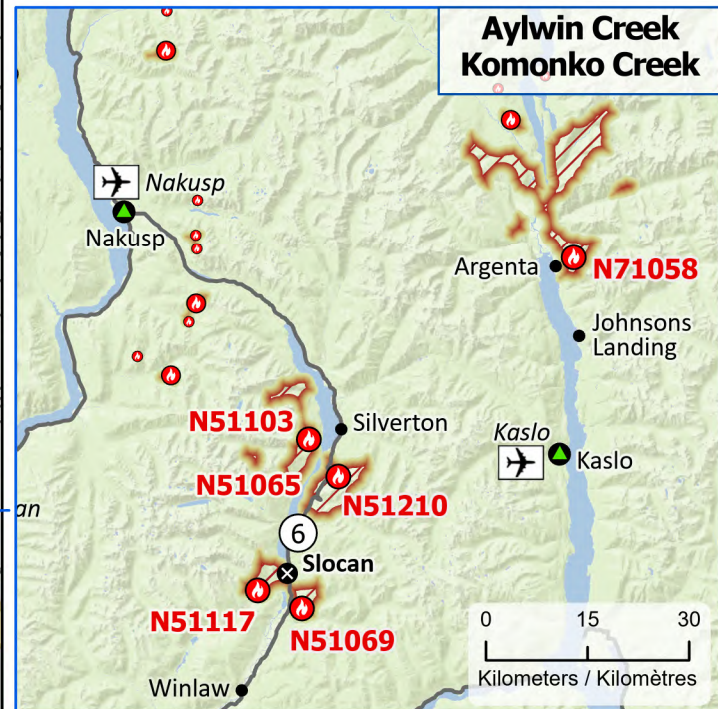 Aylwin Creek
Komonko Creek
Nakusp
Nakusp
Argenta
N71058
Johnsons
Landing
N51103
Silverton
Kaslo
Kaslo
N51065
N51210
an
6
Slocan
N51117
N51069
Winlaw
0 15 30
Kilometers / Kilomètres